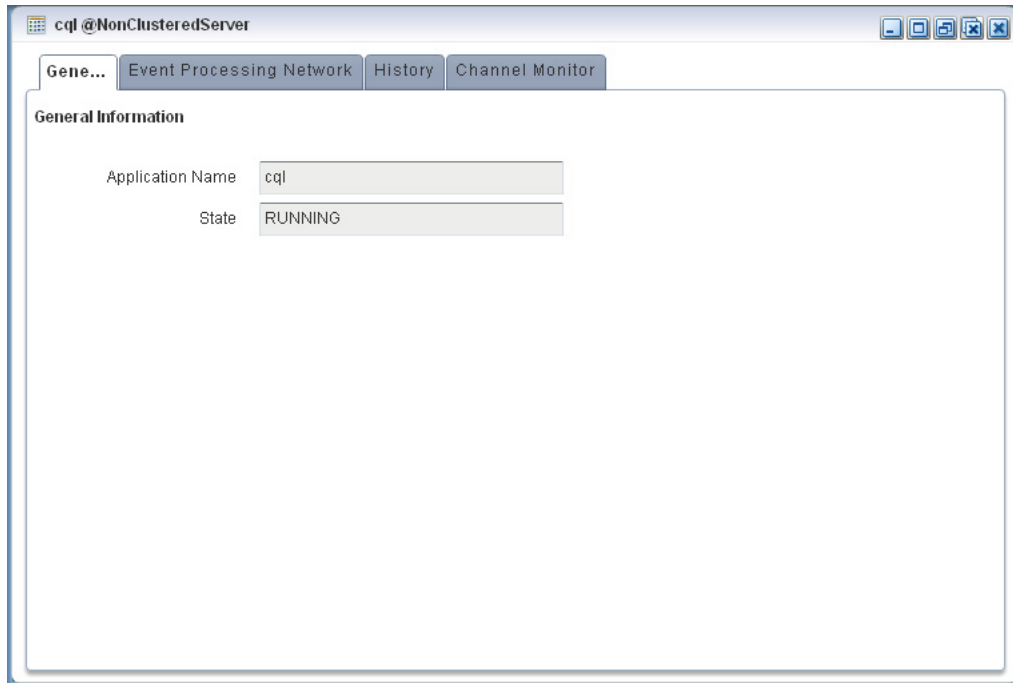 cql @NonClusteredServer
Gene... Event Processing Network History Channel Monitor
General Information
Application Name cql
State RUNNING